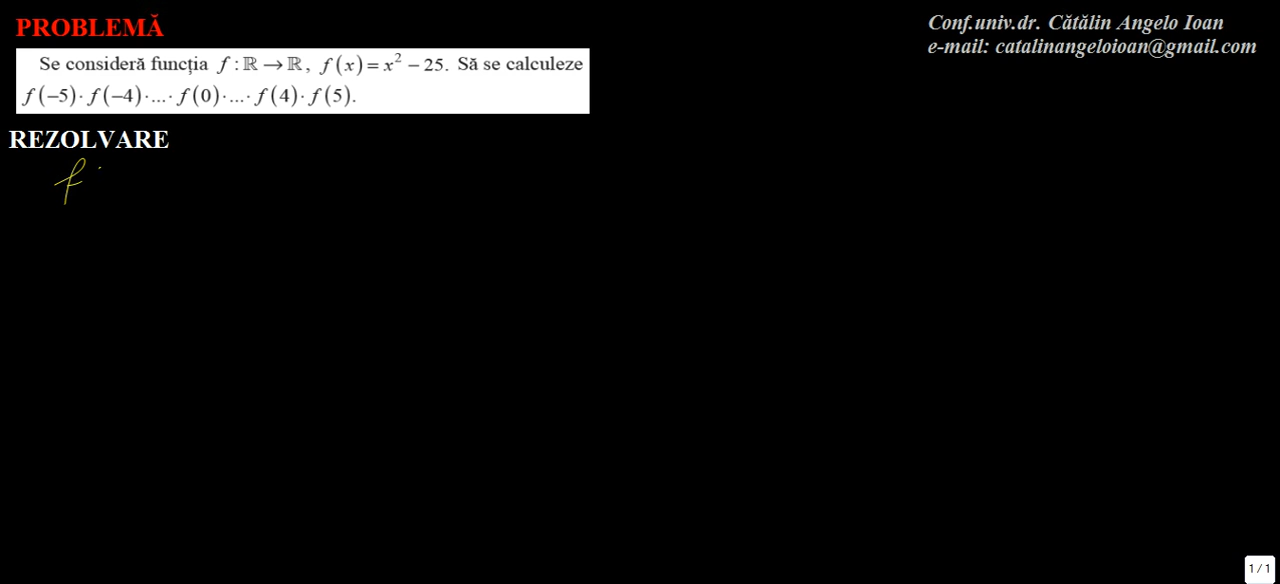 PROBLEMĂ
Conf.univ.dr. Cătălin Angelo Ioan
e-mail: catalinangeloioan@gmail.com
Se consideră funcția f : ℝ → ℝ, f(x) = x² − 25. Să se calculeze
f(−5)· f(−4)·...· f(0)·...· f(4)· f(5).
REZOLVARE
f
1 / 1